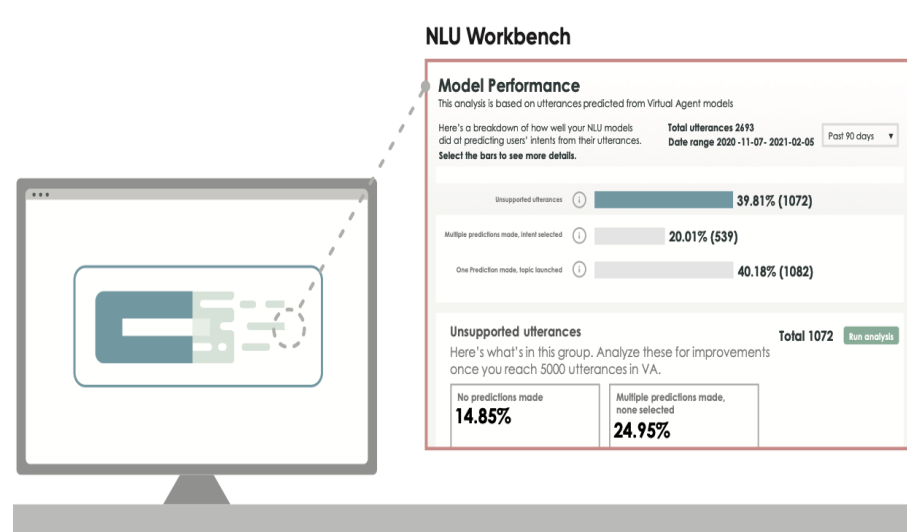 NLU Workbench
Model Performance
This analysis is based on utterances predicted from Virtual Agent models
Here's a breakdown of how well your NLU models
did at predicting users' intents from their utterances.
Select the bars to see more details.
Total utterances 2693
Date range 2020 -11-07- 2021-02-05
Past 90 days
Unsupported utterances
39.81% (1072)
Multiple predictions made, intent selected
20.01% (539)
One Prediction made, topic launched
40.18% (1082)
Unsupported utterances
Total 1072
Run analysis
Here's what's in this group. Analyze these for improvements
once you reach 5000 utterances in VA.
No predictions made
14.85%
Multiple predictions made,
none selected
24.95%